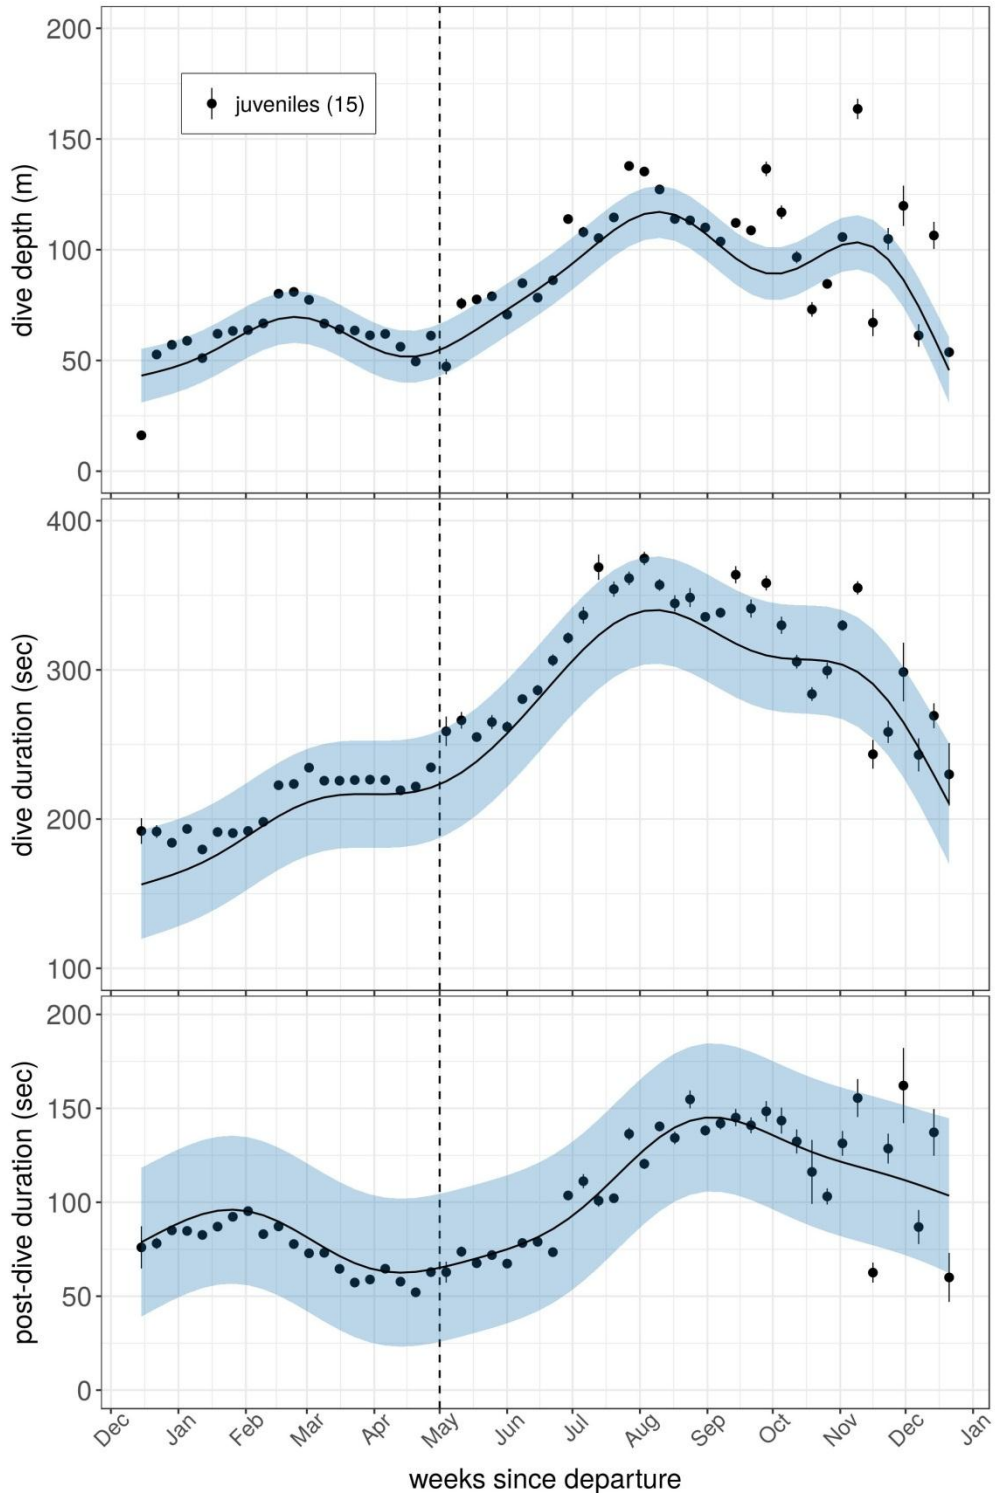 200
150
100
50
0
dive depth (m)
juveniles (15)
400
300
200
100
dive duration (sec)
200
150
100
50
0
post-dive duration (sec)
Dec Jan Feb Mar Apr May Jun Jul Aug Sep Oct Nov Dec Jan
weeks since departure